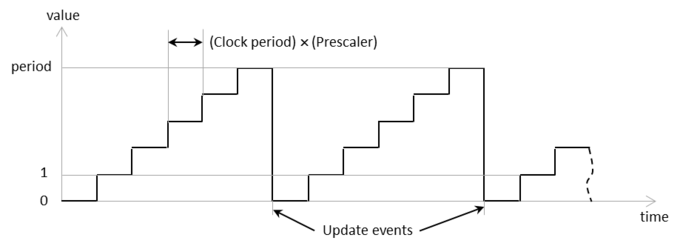 value
(Clock period) × (Prescaler)
period
1
0
time
Update events